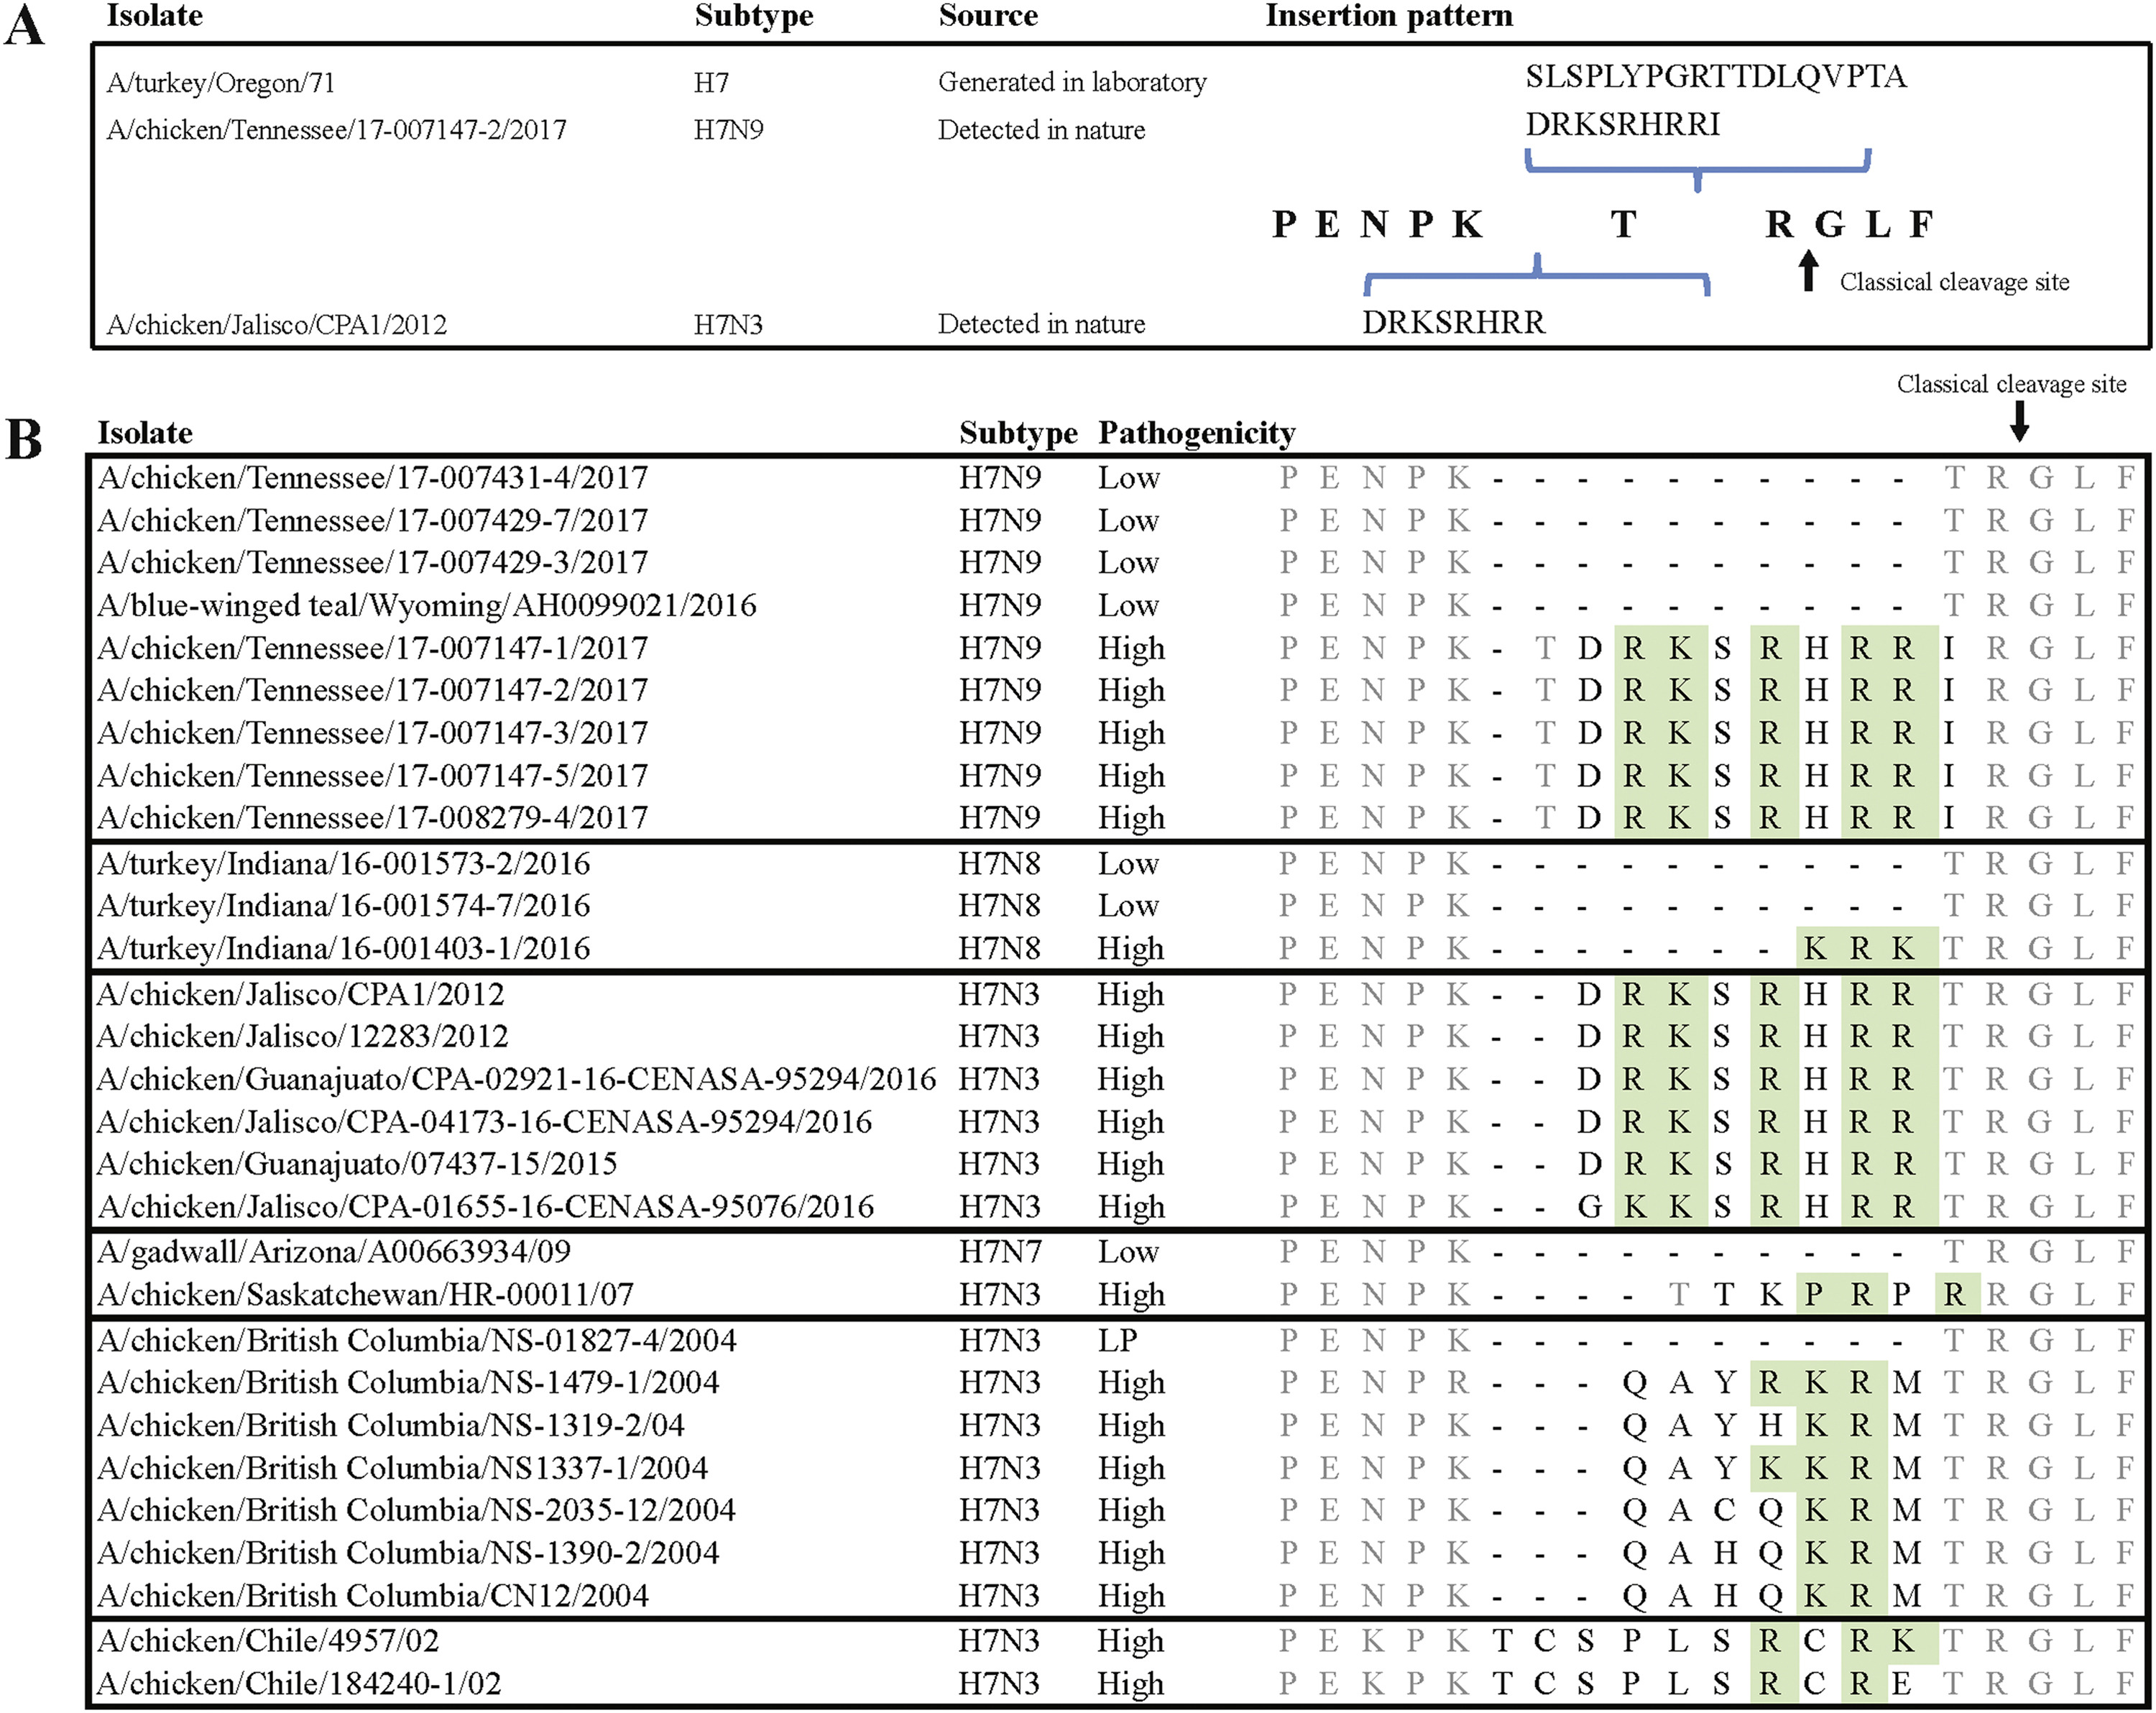 A
Isolate Subtype Source Insertion pattern
A/turkey/Oregon/71 H7 Generated in laboratory SLSPLYPGRTTDLQVPTA
A/chicken/Tennessee/17-007147-2/2017 H7N9 Detected in nature DRKSRHRRI
P E N P K T R G L F
Classical cleavage site
A/chicken/Jalisco/CPA1/2012 H7N3 Detected in nature DRKSRHRR
Classical cleavage site
B
Isolate Subtype Pathogenicity
A/chicken/Tennessee/17-007431-4/2017 H7N9 Low P E N P K - - - - - - - - - - T R G L F
A/chicken/Tennessee/17-007429-7/2017 H7N9 Low P E N P K - - - - - - - - - - T R G L F
A/chicken/Tennessee/17-007429-3/2017 H7N9 Low P E N P K - - - - - - - - - - T R G L F
A/blue-winged teal/Wyoming/AH0099021/2016 H7N9 Low P E N P K - - - - - - - - - - T R G L F
A/chicken/Tennessee/17-007147-1/2017 H7N9 High P E N P K - T D R K S R H R R I R G L F
A/chicken/Tennessee/17-007147-2/2017 H7N9 High P E N P K - T D R K S R H R R I R G L F
A/chicken/Tennessee/17-007147-3/2017 H7N9 High P E N P K - T D R K S R H R R I R G L F
A/chicken/Tennessee/17-007147-5/2017 H7N9 High P E N P K - T D R K S R H R R I R G L F
A/chicken/Tennessee/17-008279-4/2017 H7N9 High P E N P K - T D R K S R H R R I R G L F
A/turkey/Indiana/16-001573-2/2016 H7N8 Low P E N P K - - - - - - - - - - T R G L F
A/turkey/Indiana/16-001574-7/2016 H7N8 Low P E N P K - - - - - - - - - - T R G L F
A/turkey/Indiana/16-001403-1/2016 H7N8 High P E N P K - - - - - - - K R K T R G L F
A/chicken/Jalisco/CPA1/2012 H7N3 High P E N P K - - D R K S R H R R T R G L F
A/chicken/Jalisco/12283/2012 H7N3 High P E N P K - - D R K S R H R R T R G L F
A/chicken/Guanajuato/CPA-02921-16-CENASA-95294/2016 H7N3 High P E N P K - - D R K S R H R R T R G L F
A/chicken/Jalisco/CPA-04173-16-CENASA-95294/2016 H7N3 High P E N P K - - D R K S R H R R T R G L F
A/chicken/Guanajuato/07437-15/2015 H7N3 High P E N P K - - D R K S R H R R T R G L F
A/chicken/Jalisco/CPA-01655-16-CENASA-95076/2016 H7N3 High P E N P K - - G K K S R H R R T R G L F
A/gadwall/Arizona/A00663934/09 H7N7 Low P E N P K - - - - - - - - - - T R G L F
A/chicken/Saskatchewan/HR-00011/07 H7N3 High P E N P K - - - - T T K P R P R R G L F
A/chicken/British Columbia/NS-01827-4/2004 H7N3 LP P E N P K - - - - - - - - - - T R G L F
A/chicken/British Columbia/NS-1479-1/2004 H7N3 High P E N P R - - - Q A Y R K R M T R G L F
A/chicken/British Columbia/NS-1319-2/04 H7N3 High P E N P K - - - Q A Y H K R M T R G L F
A/chicken/British Columbia/NS1337-1/2004 H7N3 High P E N P K - - - Q A Y K K R M T R G L F
A/chicken/British Columbia/NS-2035-12/2004 H7N3 High P E N P K - - - Q A C Q K R M T R G L F
A/chicken/British Columbia/NS-1390-2/2004 H7N3 High P E N P K - - - Q A H Q K R M T R G L F
A/chicken/British Columbia/CN12/2004 H7N3 High P E N P K - - - Q A H Q K R M T R G L F
A/chicken/Chile/4957/02 H7N3 High P E K P K T C S P L S R C R K T R G L F
A/chicken/Chile/184240-1/02 H7N3 High P E K P K T C S P L S R C R E T R G L F